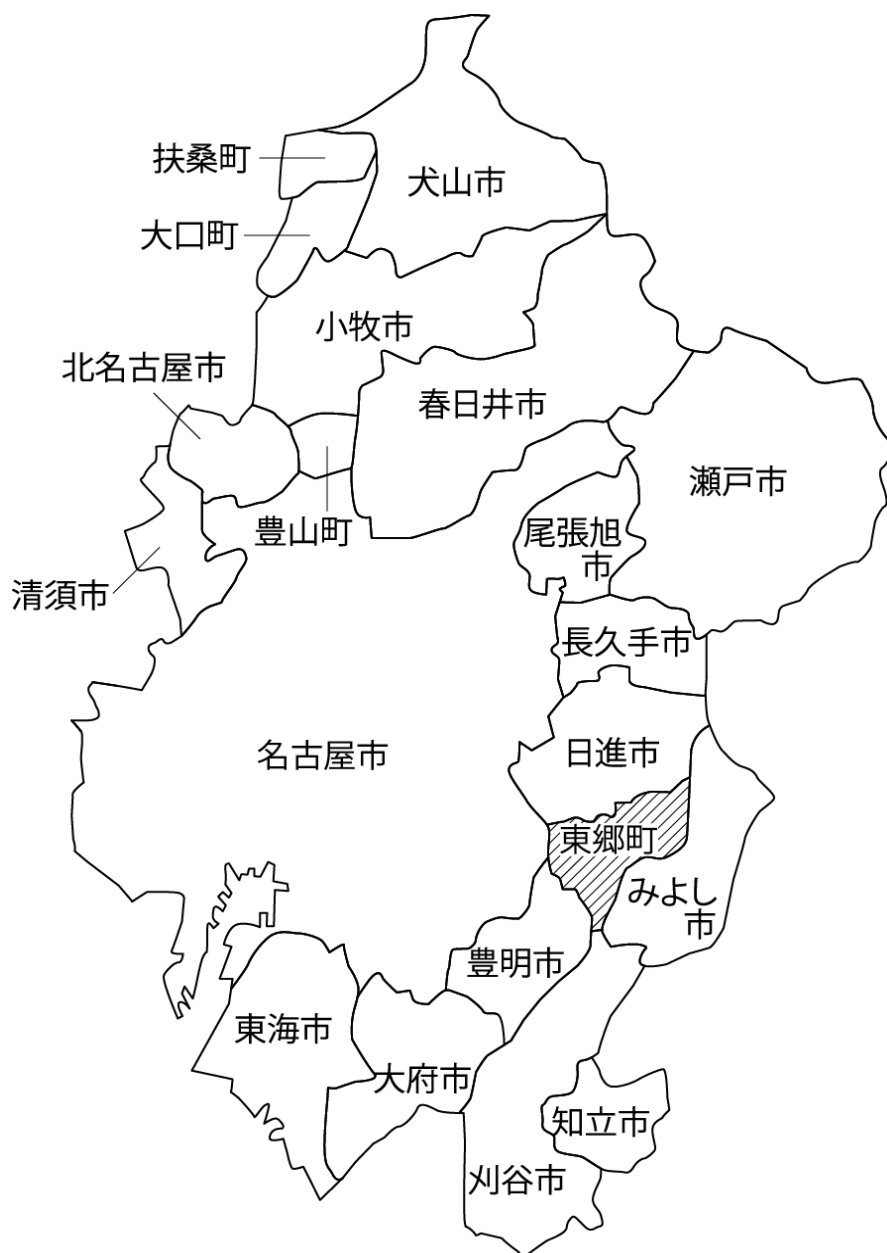 扶桑町
犬山市
大口町
小牧市
北名古屋市
春日井市
瀬戸市
豊山町
尾張旭
市
清須市
長久手市
名古屋市
日進市
東郷町
みよし
市
豊明市
東海市
大府市
知立市
刈谷市